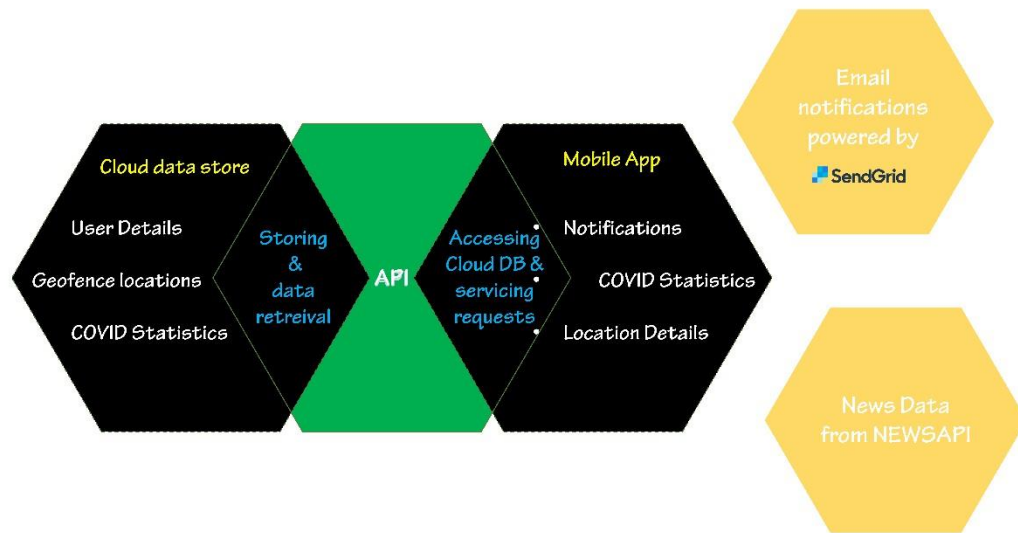 Cloud data store
User Details
Geofence locations
COVID Statistics
Storing
&
data
retreival
API
Accessing
Cloud DB &
servicing
requests
Mobile App
Notifications
COVID Statistics
Location Details
Email
notifications
powered by
SendGrid
News Data
from NEWSAPI